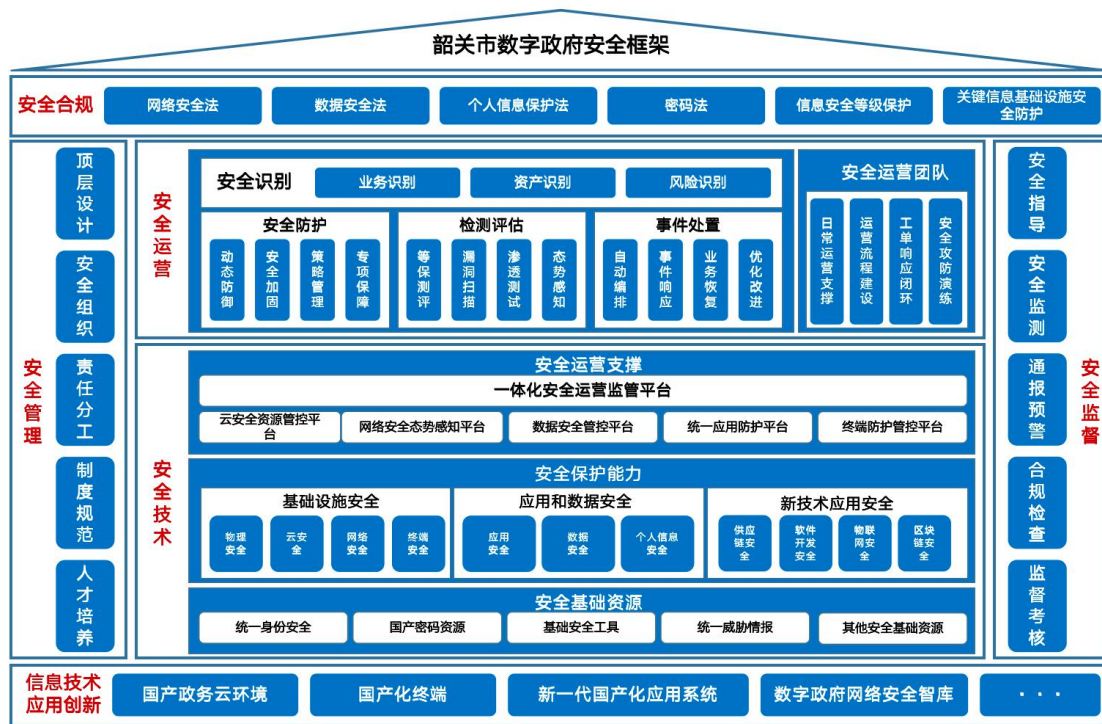 韶关市数字政府安全框架
安全合规
网络安全法
数据安全法
个人信息保护法
密码法
信息安全等级保护
关键信息基础设施安
全防护
安全管理
顶层设计
安全组织
责任分工
制度规范
人才培养
安全运营
安全识别
业务识别
资产识别
风险识别
安全防护
动态防御
安全加固
策略管理
专项保障
检测评估
等保测评
漏洞扫描
渗透测试
态势感知
事件处置
自动编排
事件响应
业务恢复
优化改进
安全运营团队
日常运营支撑
运营流程建设
工单响应闭环
安全攻防演练
安全技术
安全运营支撑
一体化安全运营监管平台
云安全资源管控平
台
网络安全态势感知平台
数据安全管控平台
统一应用防护平台
终端防护管控平台
安全保护能力
基础设施安全
物理
安全
云安
全
网络
安全
终端
安全
应用和数据安全
应用
安全
数据
安全
个人信息
安全
新技术应用安全
供应
链安
全
软件
开发
安全
物联
网安
全
区块
链安
全
安全基础资源
统一身份安全
国产密码资源
基础安全工具
统一威胁情报
其他安全基础资源
安全监督
安全指导
安全监测
通报预警
合规检查
监督考核
信息技术
应用创新
国产政务云环境
国产化终端
新一代国产化应用系统
数字政府网络安全智库
· · ·